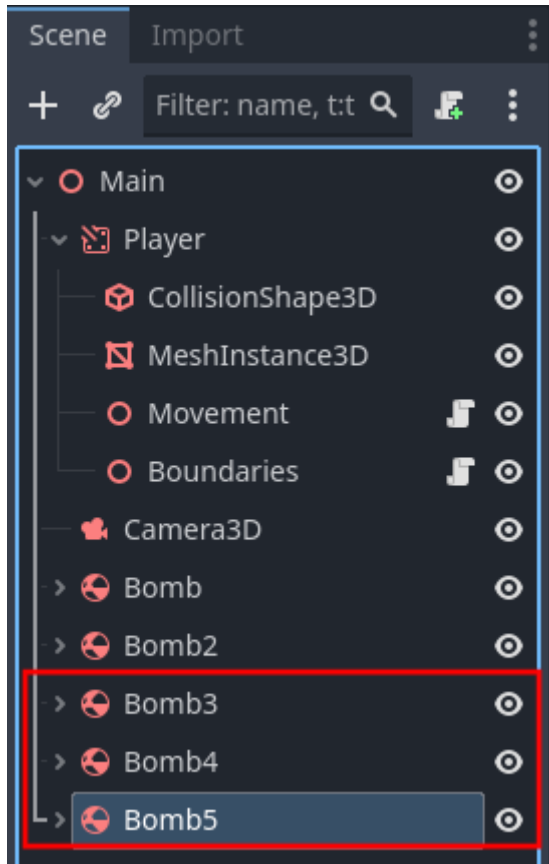 Scene Import
Filter: name, t:t
Main
Player
CollisionShape3D
MeshInstance3D
Movement
Boundaries
Camera3D
Bomb
Bomb2
Bomb3
Bomb4
Bomb5